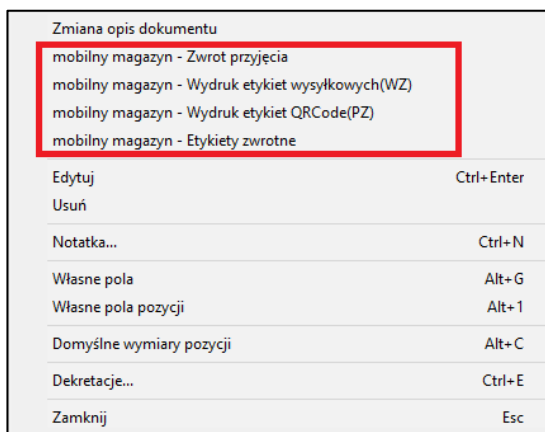 Zmiana opis dokumentu
mobilny magazyn - Zwrot przyjęcia
mobilny magazyn - Wydruk etykiet wysyłkowych(WZ)
mobilny magazyn - Wydruk etykiet QRCode(PZ)
mobilny magazyn - Etykiety zwrotne
Edytuj Ctrl+Enter
Usuń
Notatka... Ctrl+N
Własne pola Alt+G
Własne pola pozycji Alt+1
Domyślne wymiary pozycji Alt+C
Dekretacje... Ctrl+E
Zamknij Esc